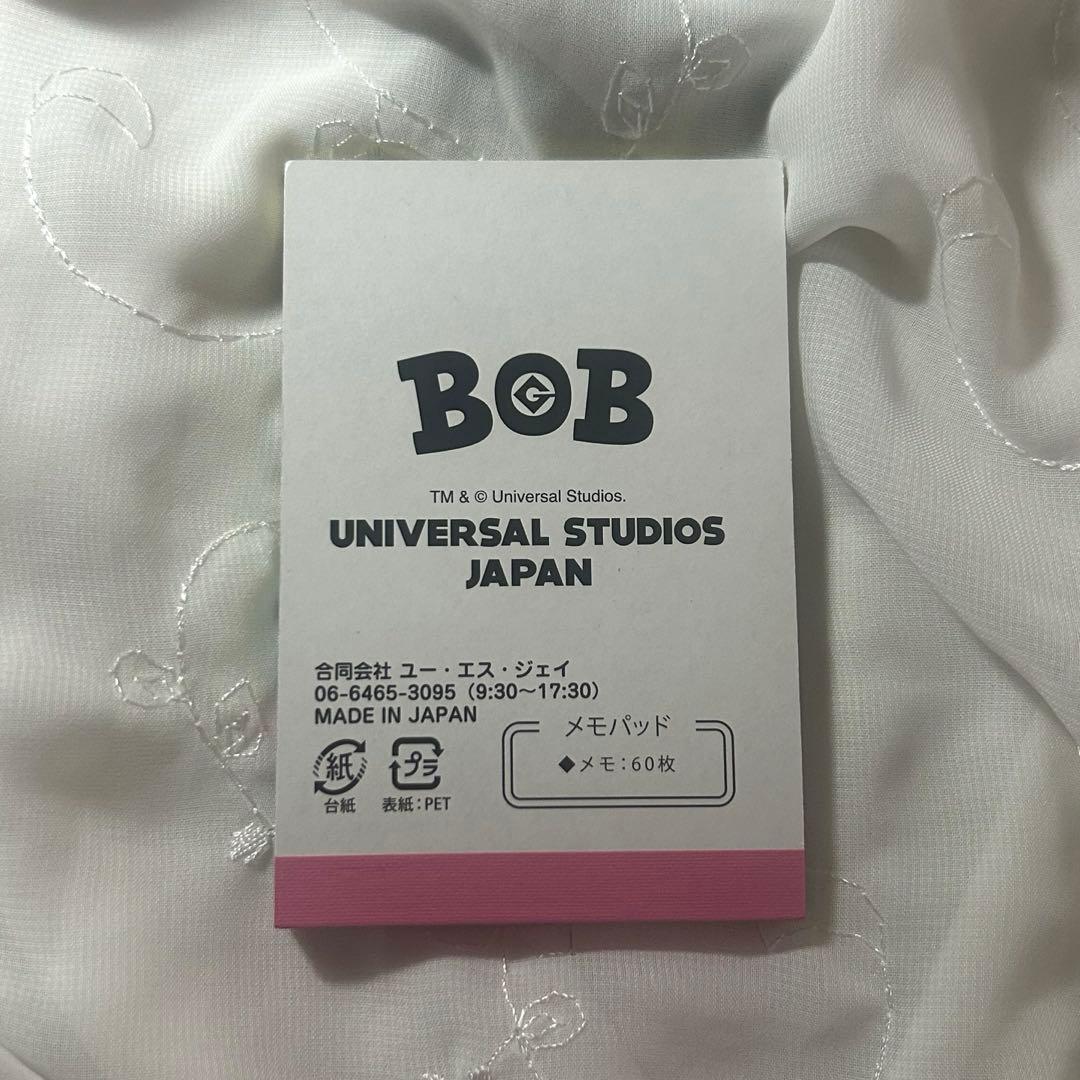 BOB
TM & © Universal Studios.
UNIVERSAL STUDIOS
JAPAN
合同会社 ユー・エス・ジェイ
06-6465-3095（9:30～17:30）
MADE IN JAPAN
メモパッド
◆メモ：60枚
紙
プラ
台紙
表紙：PET